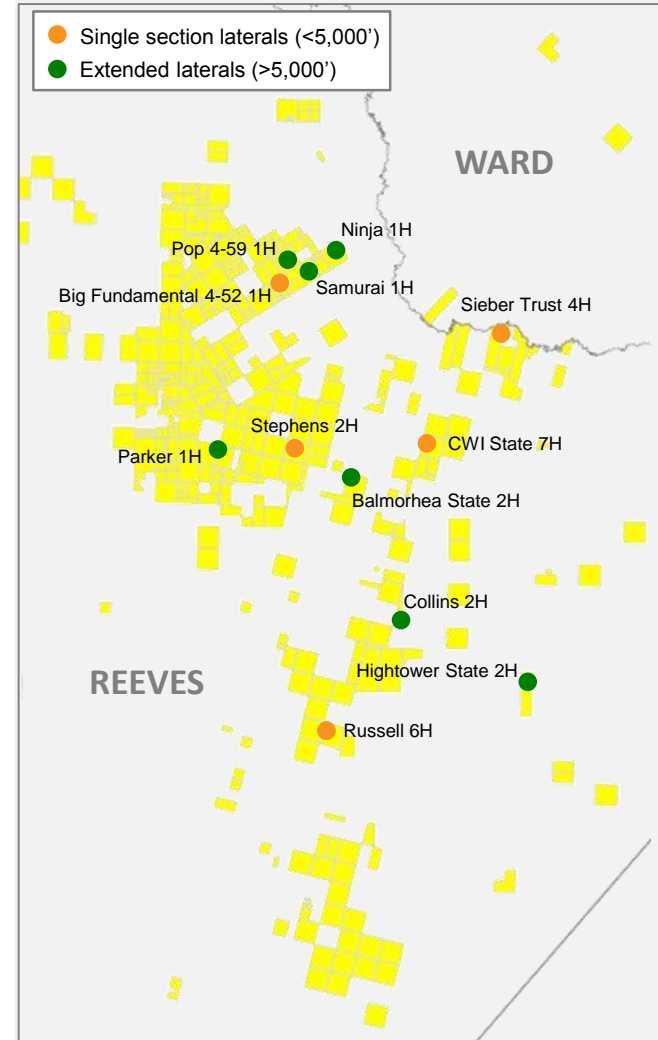 Single section laterals (<5,000’)
Extended laterals (>5,000’)
WARD
Ninja 1H
Pop 4-59 1H
Samurai 1H
Big Fundamental 4-52 1H
Sieber Trust 4H
Stephens 2H
CWI State 7H
Parker 1H
Balmorhea State 2H
Collins 2H
Hightower State 2H
REEVES
Russell 6H